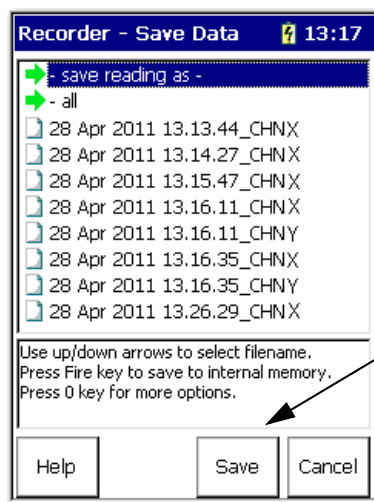 Recorder - Save Data 13:17
- save reading as -
- all
28 Apr 2011 13.13.44_CHNX
28 Apr 2011 13.14.27_CHNX
28 Apr 2011 13.15.47_CHNX
28 Apr 2011 13.16.11_CHNX
28 Apr 2011 13.16.11_CHNY
28 Apr 2011 13.16.35_CHNX
28 Apr 2011 13.16.35_CHNY
28 Apr 2011 13.26.29_CHNX
Use up/down arrows to select filename.
Press Fire key to save to internal memory.
Press 0 key for more options.
Help Save Cancel